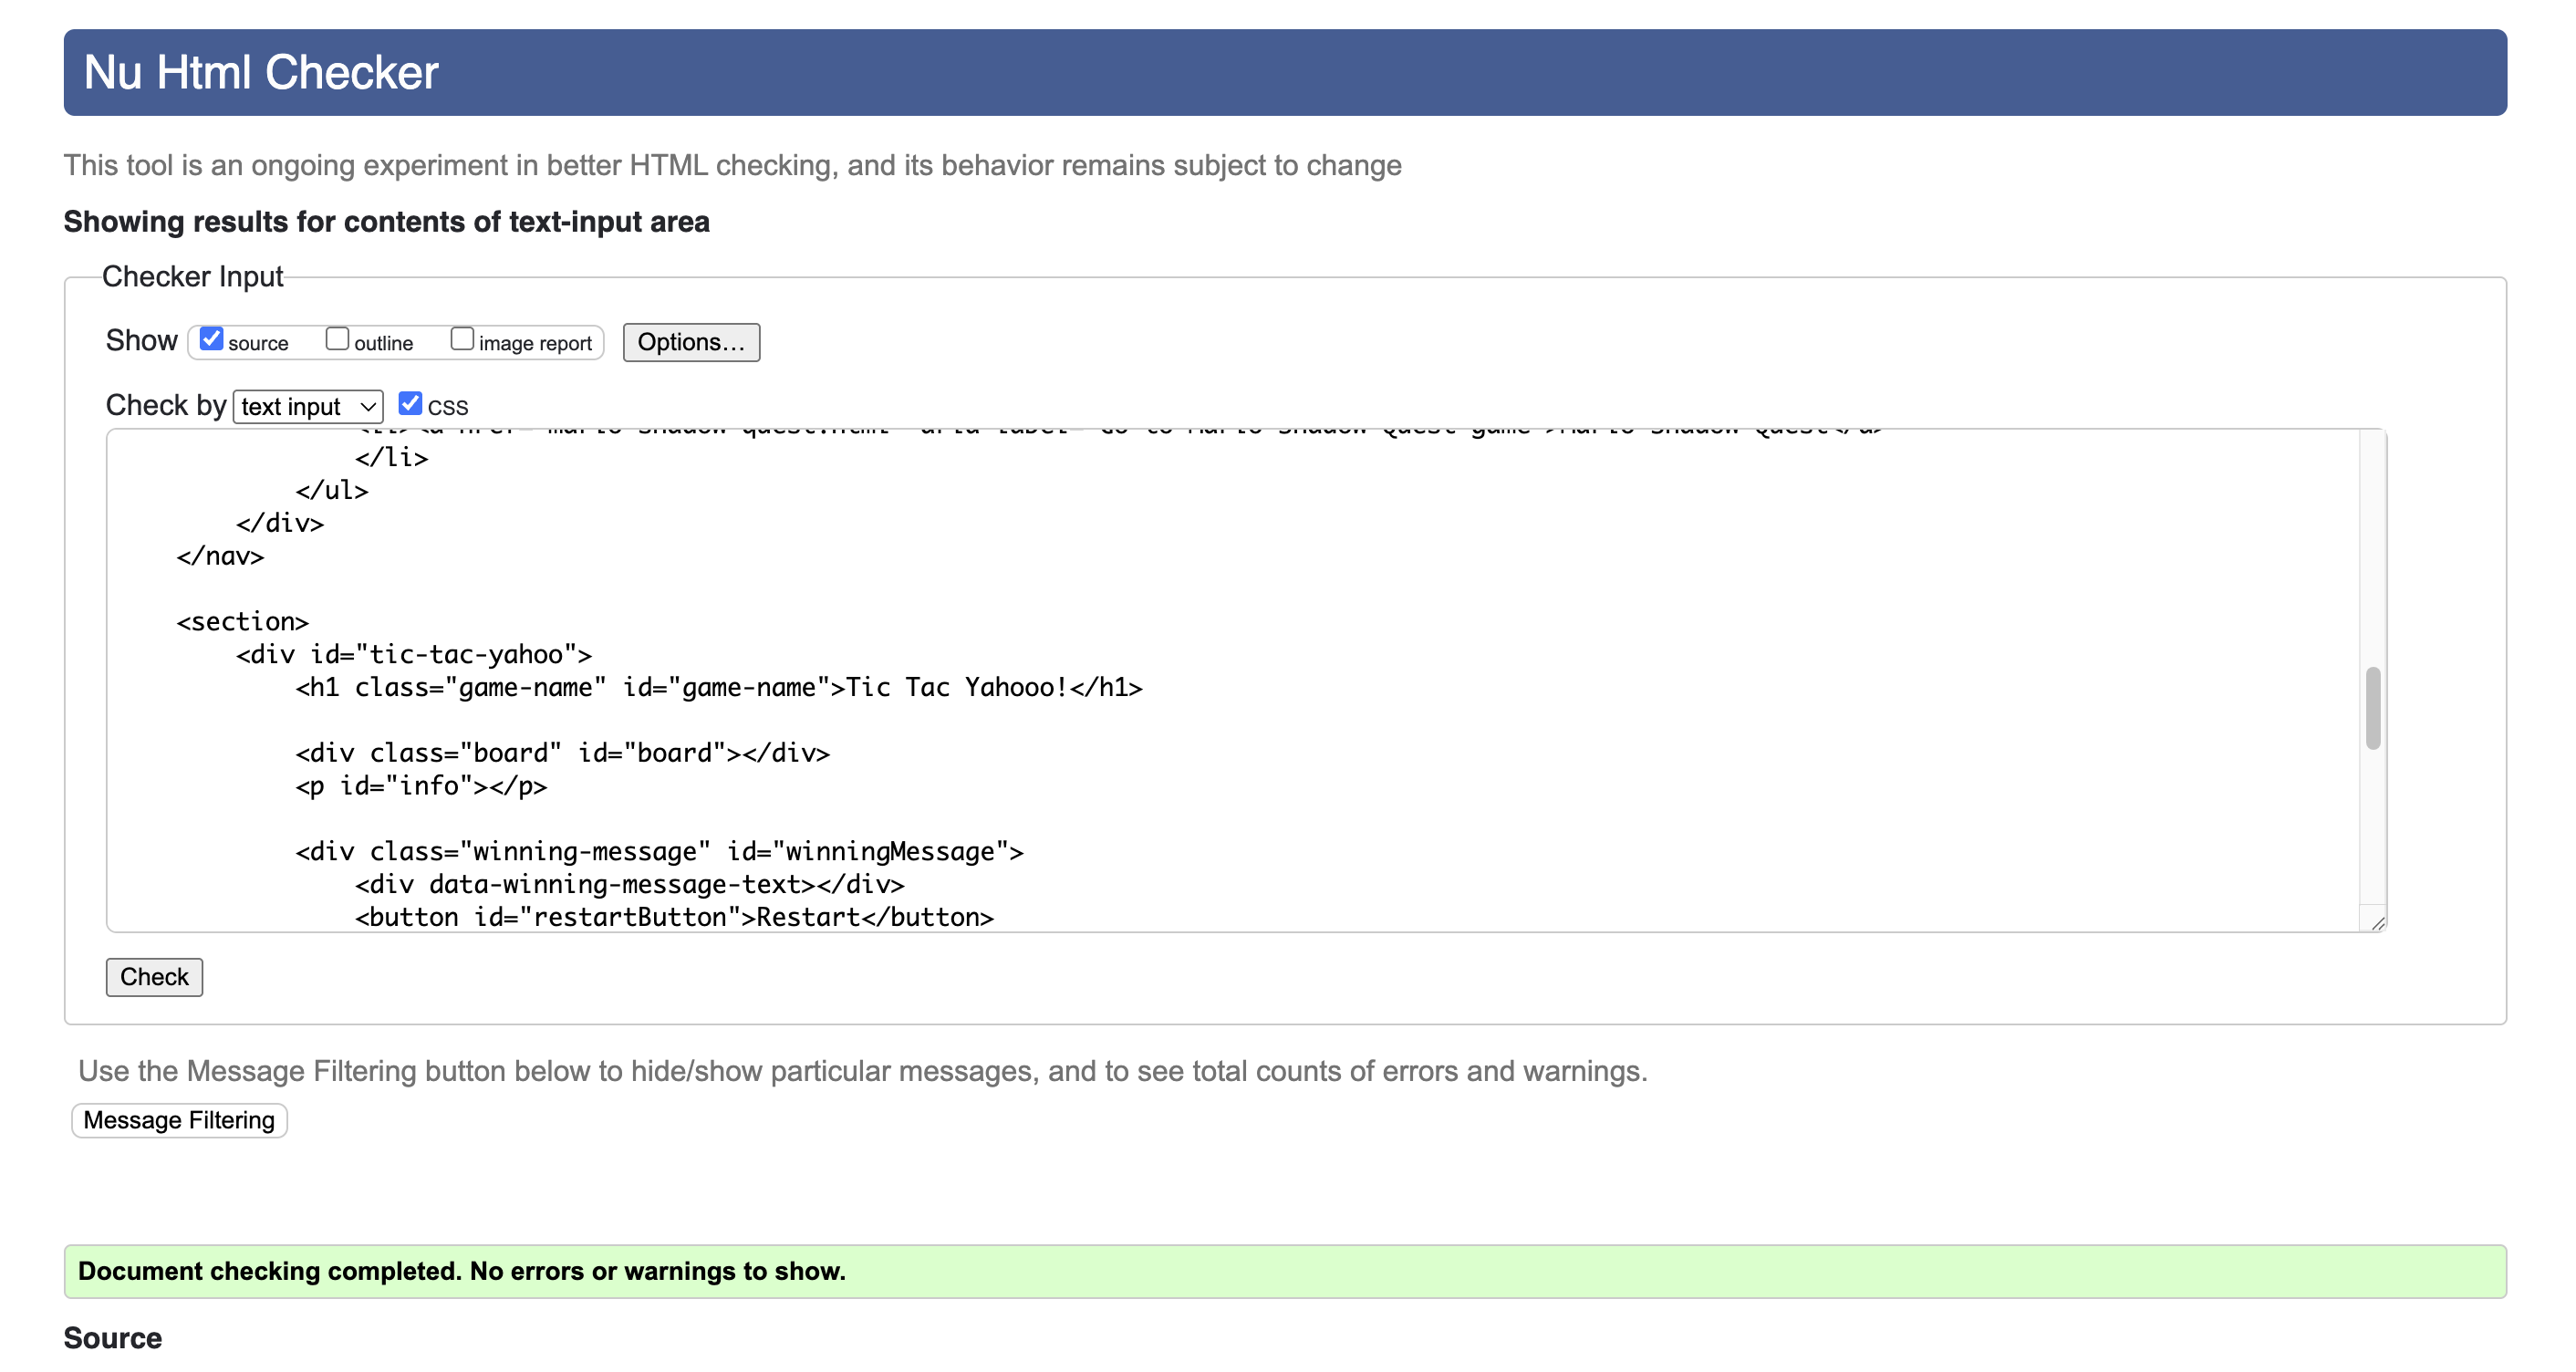 Nu Html Checker
This tool is an ongoing experiment in better HTML checking, and its behavior remains subject to change
Showing results for contents of text-input area
Checker Input
Show source outline image report Options...
Check by text input CSS
</li>
</ul>
</div>
</nav>
<section>
<div id="tic-tac-yahoo">
<h1 class="game-name" id="game-name">Tic Tac Yahooo!</h1>
<div class="board" id="board"></div>
<p id="info"></p>
<div class="winning-message" id="winningMessage">
<div data-winning-message-text></div>
<button id="restartButton">Restart</button>
Check
Use the Message Filtering button below to hide/show particular messages, and to see total counts of errors and warnings.
Message Filtering
Document checking completed. No errors or warnings to show.
Source